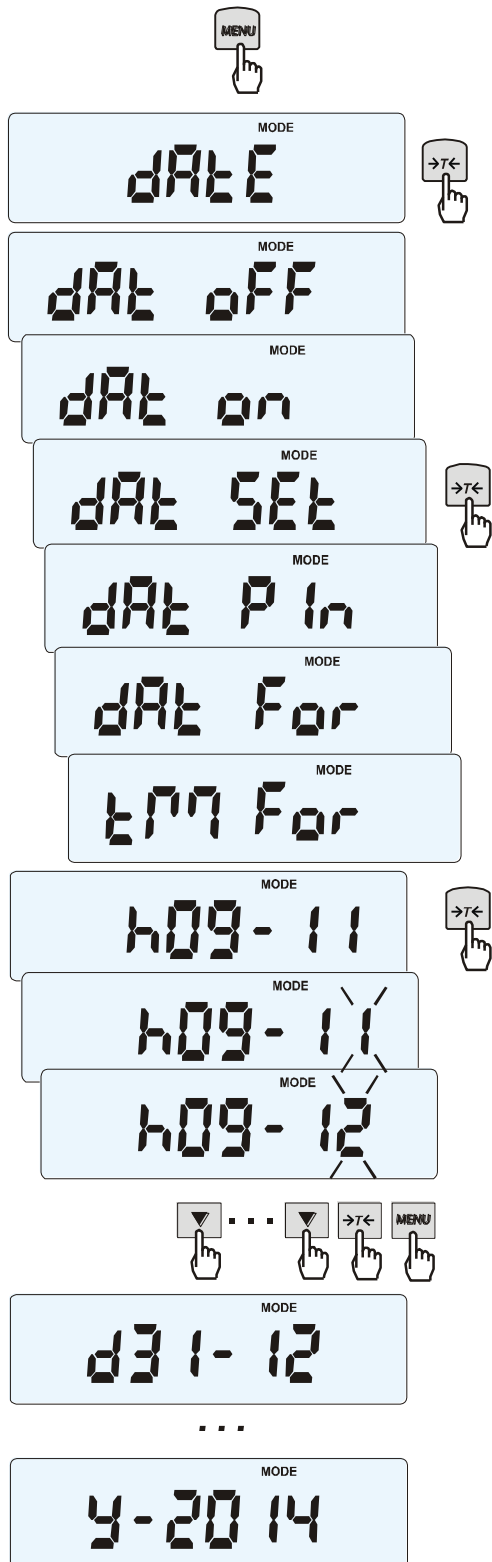 MENU
MODE
dAtE
→T←
MODE
dAt oFF
MODE
dAt on
MODE
dAt SEt
→T←
MODE
dAt PIn
MODE
dAt For
MODE
tM For
MODE
h09-11
→T←
MODE
h09-11
MODE
h09-12
▼ . . . ▼ →T← MENU
MODE
d31-12
...
MODE
y-2014